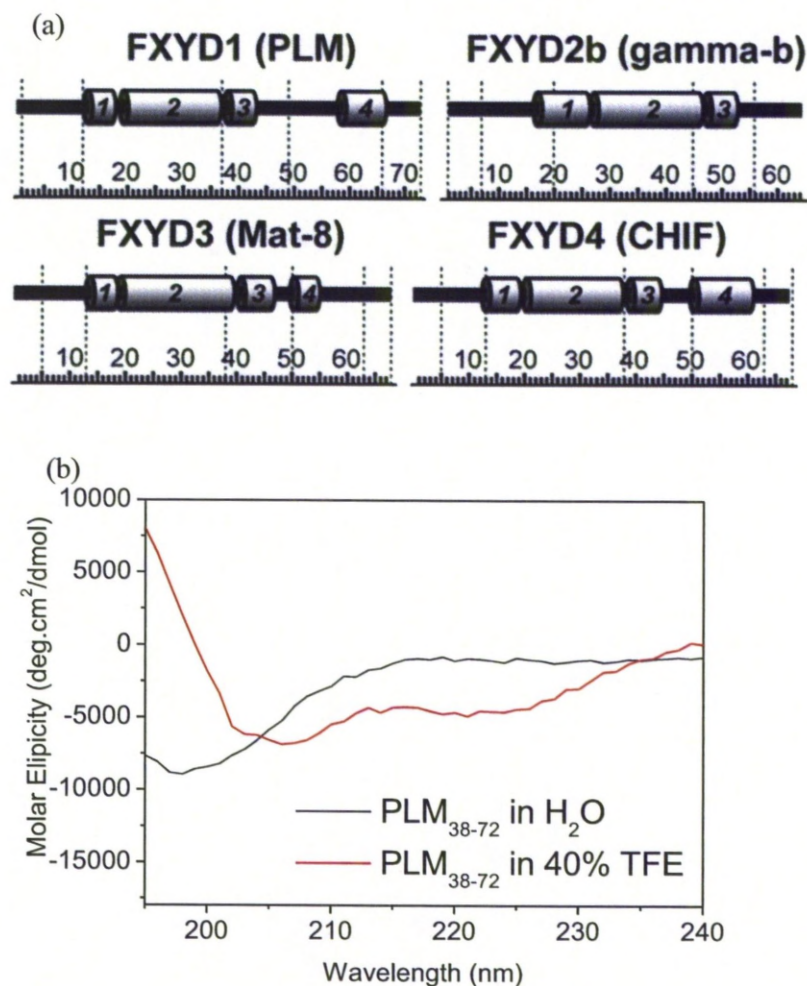 (a)
FXYD1 (PLM)
1 2 3 4
10 20 30 40 50 60 70
FXYD2b (gamma-b)
1 2 3
10 20 30 40 50 60
FXYD3 (Mat-8)
1 2 3 4
10 20 30 40 50 60
FXYD4 (CHIF)
1 2 3 4
10 20 30 40 50 60
(b)
Molar Elipicity (deg.cm²/dmol)
10000
5000
0
-5000
-10000
-15000
PLM₃₈₋₇₂ in H₂O
PLM₃₈₋₇₂ in 40% TFE
200 210 220 230 240
Wavelength (nm)